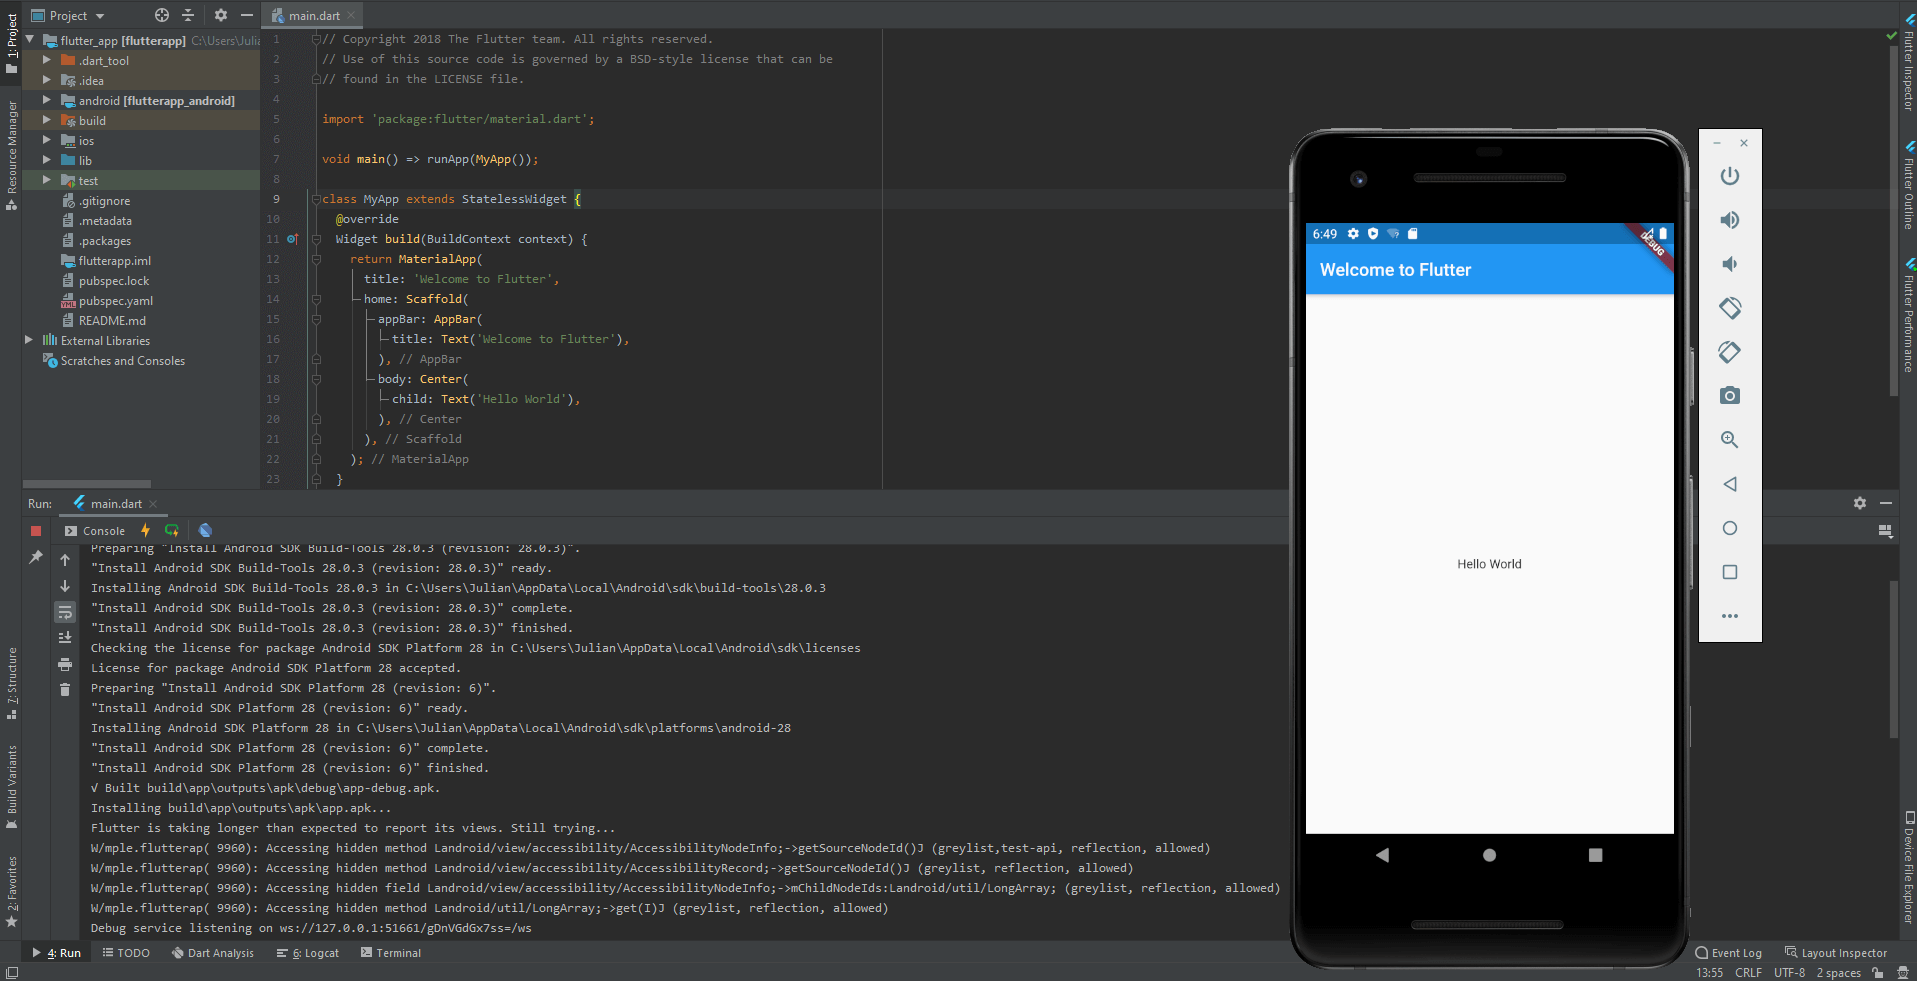 Project
main.dart
1: Project
Resource Manager
7: Structure
Build Variants
2: Favorites
flutter_app [flutterapp] C:\Users\Julia
.dart_tool
.idea
android [flutterapp_android]
build
ios
lib
test
.gitignore
.metadata
.packages
flutterapp.iml
pubspec.lock
pubspec.yaml
README.md
External Libraries
Scratches and Consoles
1 // Copyright 2018 The Flutter team. All rights reserved.
2 // Use of this source code is governed by a BSD-style license that can be
3 // found in the LICENSE file.
4
5 import 'package:flutter/material.dart';
6
7 void main() => runApp(MyApp());
8
9 class MyApp extends StatelessWidget {
10 @override
11 Widget build(BuildContext context) {
12 return MaterialApp(
13 title: 'Welcome to Flutter',
14 home: Scaffold(
15 appBar: AppBar(
16 title: Text('Welcome to Flutter'),
17 ), // AppBar
18 body: Center(
19 child: Text('Hello World'),
20 ), // Center
21 ), // Scaffold
22 ); // MaterialApp
23 }
Flutter Inspector
Flutter Outline
Flutter Performance
Device File Explorer
6:49
DEBUG
Welcome to Flutter
Hello World
Run: main.dart
Console
Preparing "Install Android SDK Build-Tools 28.0.3 (revision: 28.0.3)".
"Install Android SDK Build-Tools 28.0.3 (revision: 28.0.3)" ready.
Installing Android SDK Build-Tools 28.0.3 in C:\Users\Julian\AppData\Local\Android\sdk\build-tools\28.0.3
"Install Android SDK Build-Tools 28.0.3 (revision: 28.0.3)" complete.
"Install Android SDK Build-Tools 28.0.3 (revision: 28.0.3)" finished.
Checking the license for package Android SDK Platform 28 in C:\Users\Julian\AppData\Local\Android\sdk\licenses
License for package Android SDK Platform 28 accepted.
Preparing "Install Android SDK Platform 28 (revision: 6)".
"Install Android SDK Platform 28 (revision: 6)" ready.
Installing Android SDK Platform 28 in C:\Users\Julian\AppData\Local\Android\sdk\platforms\android-28
"Install Android SDK Platform 28 (revision: 6)" complete.
"Install Android SDK Platform 28 (revision: 6)" finished.
√ Built build\app\outputs\apk\debug\app-debug.apk.
Installing build\app\outputs\apk\app.apk...
Flutter is taking longer than expected to report its views. Still trying...
W/mple.flutterap( 9960): Accessing hidden method Landroid/view/accessibility/AccessibilityNodeInfo;->getSourceNodeId()J (greylist,test-api, reflection, allowed)
W/mple.flutterap( 9960): Accessing hidden method Landroid/view/accessibility/AccessibilityRecord;->getSourceNodeId()J (greylist, reflection, allowed)
W/mple.flutterap( 9960): Accessing hidden field Landroid/view/accessibility/AccessibilityNodeInfo;->mChildNodeIds:Landroid/util/LongArray; (greylist, reflection, allowed)
W/mple.flutterap( 9960): Accessing hidden method Landroid/util/LongArray;->get(I)J (greylist, reflection, allowed)
Debug service listening on ws://127.0.0.1:51661/gDnVGdGx7ss=/ws
4: Run TODO Dart Analysis 6: Logcat Terminal Event Log Layout Inspector
13:55 CRLF UTF-8 2 spaces